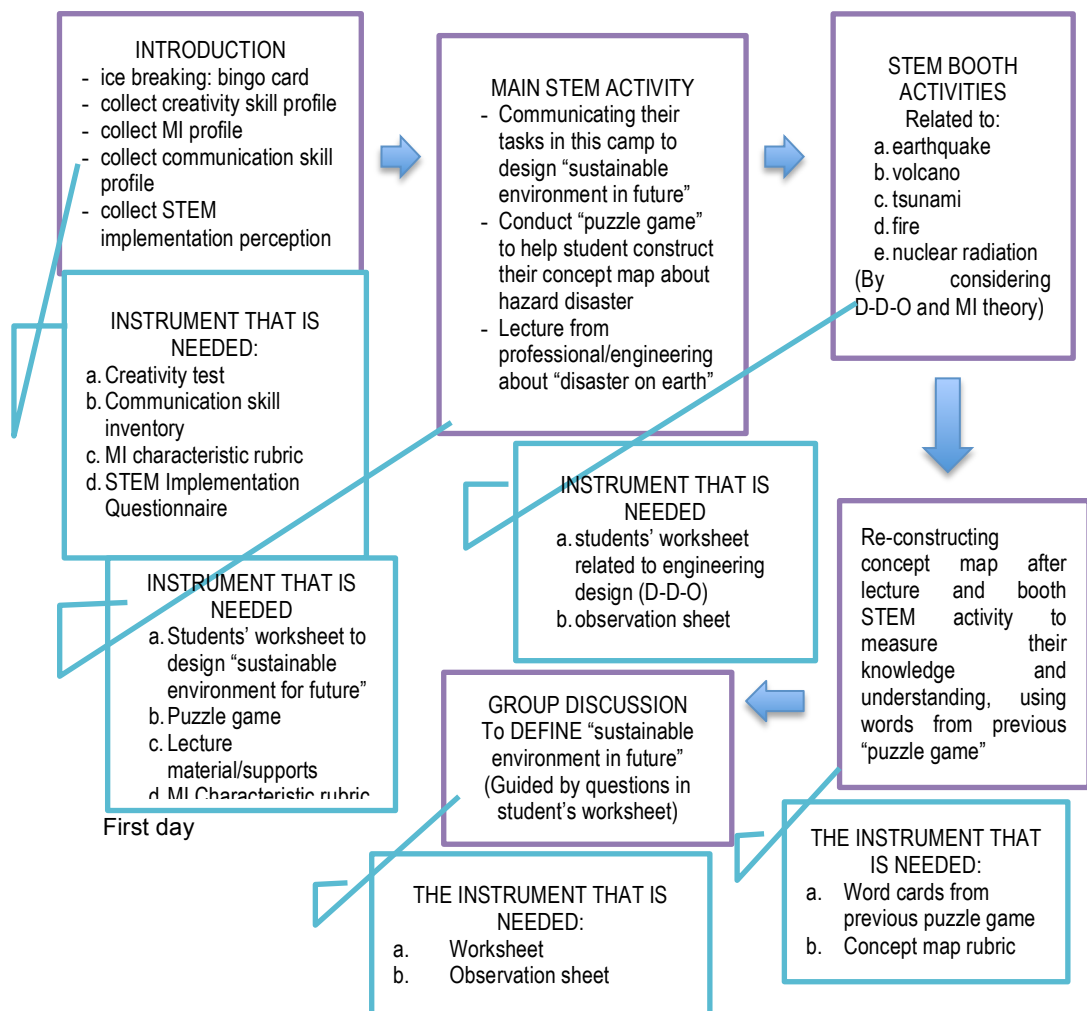 INTRODUCTION
- ice breaking: bingo card
- collect creativity skill profile
- collect MI profile
- collect communication skill
profile
- collect STEM
implementation perception
INSTRUMENT THAT IS
NEEDED:
a. Creativity test
b. Communication skill
inventory
c. MI characteristic rubric
d. STEM Implementation
Questionnaire
MAIN STEM ACTIVITY
- Communicating their
tasks in this camp to
design “sustainable
environment in future”
- Conduct “puzzle game”
to help student construct
their concept map about
hazard disaster
- Lecture from
professional/engineering
about “disaster on earth”
INSTRUMENT THAT IS
NEEDED
a. Students’ worksheet to
design “sustainable
environment for future”
b. Puzzle game
c. Lecture
material/supports
d. MI Characteristic rubric
First day
STEM BOOTH
ACTIVITIES
Related to:
a. earthquake
b. volcano
c. tsunami
d. fire
e. nuclear radiation
(By considering
D-D-O and MI theory)
INSTRUMENT THAT IS
NEEDED
a. students’ worksheet
related to engineering
design (D-D-O)
b. observation sheet
Re-constructing
concept map after
lecture and booth
STEM activity to
measure their
knowledge and
understanding, using
words from previous
“puzzle game”
THE INSTRUMENT THAT
IS NEEDED:
a. Word cards from
previous puzzle game
b. Concept map rubric
GROUP DISCUSSION
To DEFINE “sustainable
environment in future”
(Guided by questions in
student’s worksheet)
THE INSTRUMENT THAT IS
NEEDED:
a. Worksheet
b. Observation sheet